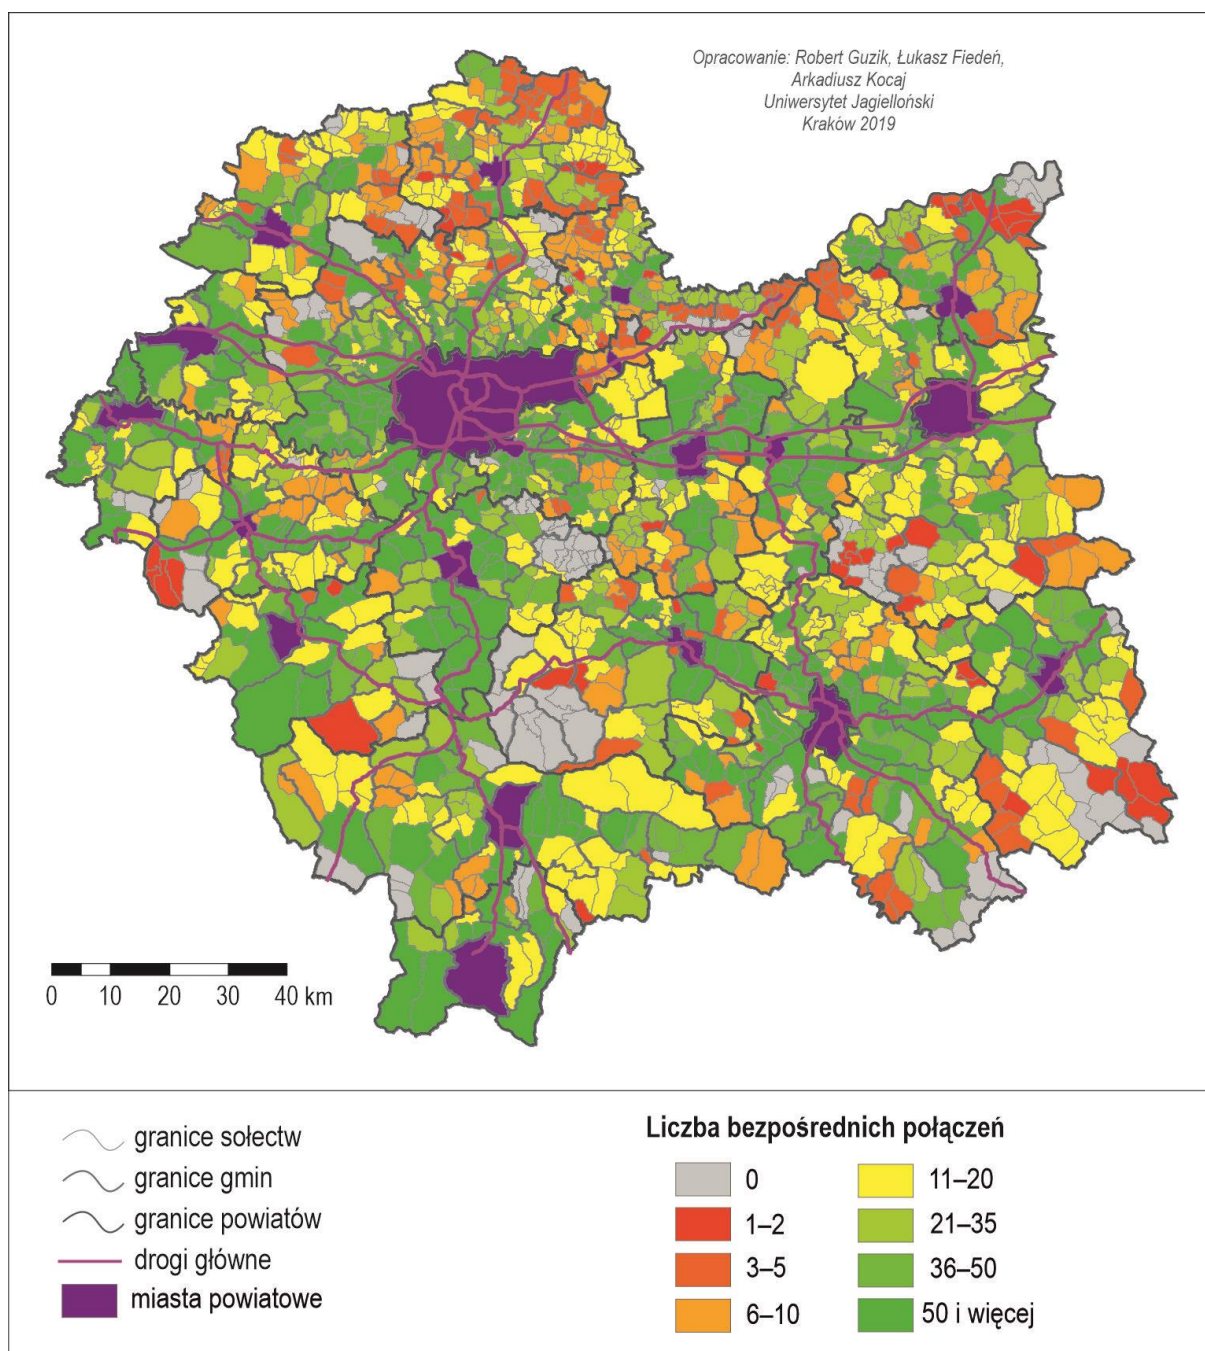 Opracowanie: Robert Guzik, Łukasz Fiedeń,
Arkadiusz Kocaj
Uniwersytet Jagielloński
Kraków 2019
0 10 20 30 40 km
granice sołectw
granice gmin
granice powiatów
drogi główne
miasta powiatowe
Liczba bezpośrednich połączeń
0
1–2
3–5
6–10
11–20
21–35
36–50
50 i więcej